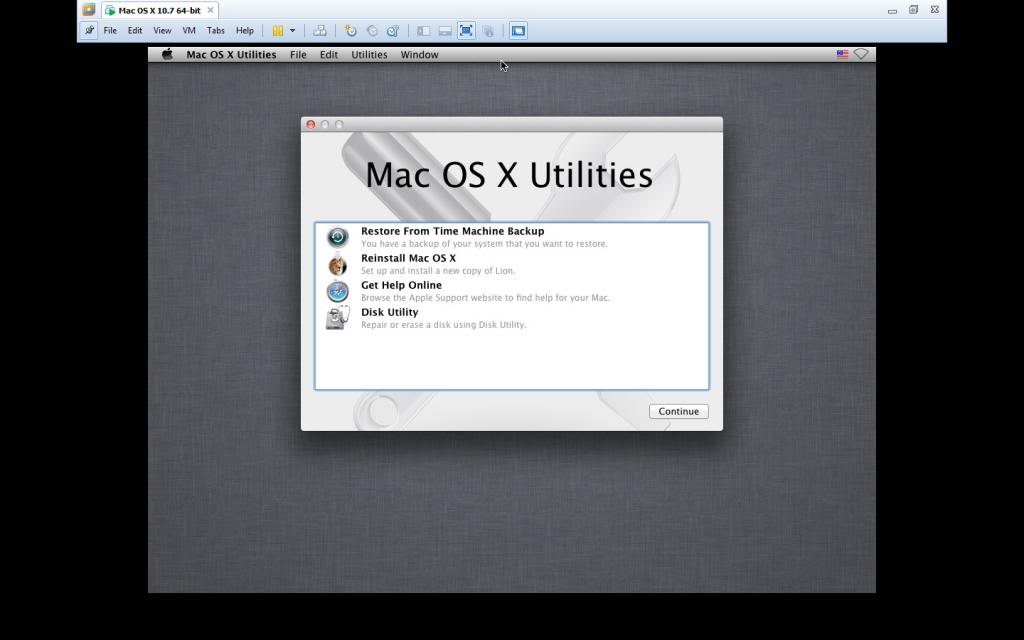 Mac OS X 10.7 64-bit
File Edit View VM Tabs Help
Mac OS X Utilities File Edit Utilities Window
Mac OS X Utilities
Restore From Time Machine Backup
You have a backup of your system that you want to restore.
Reinstall Mac OS X
Set up and install a new copy of Lion.
Get Help Online
Browse the Apple Support website to find help for your Mac.
Disk Utility
Repair or erase a disk using Disk Utility.
Continue